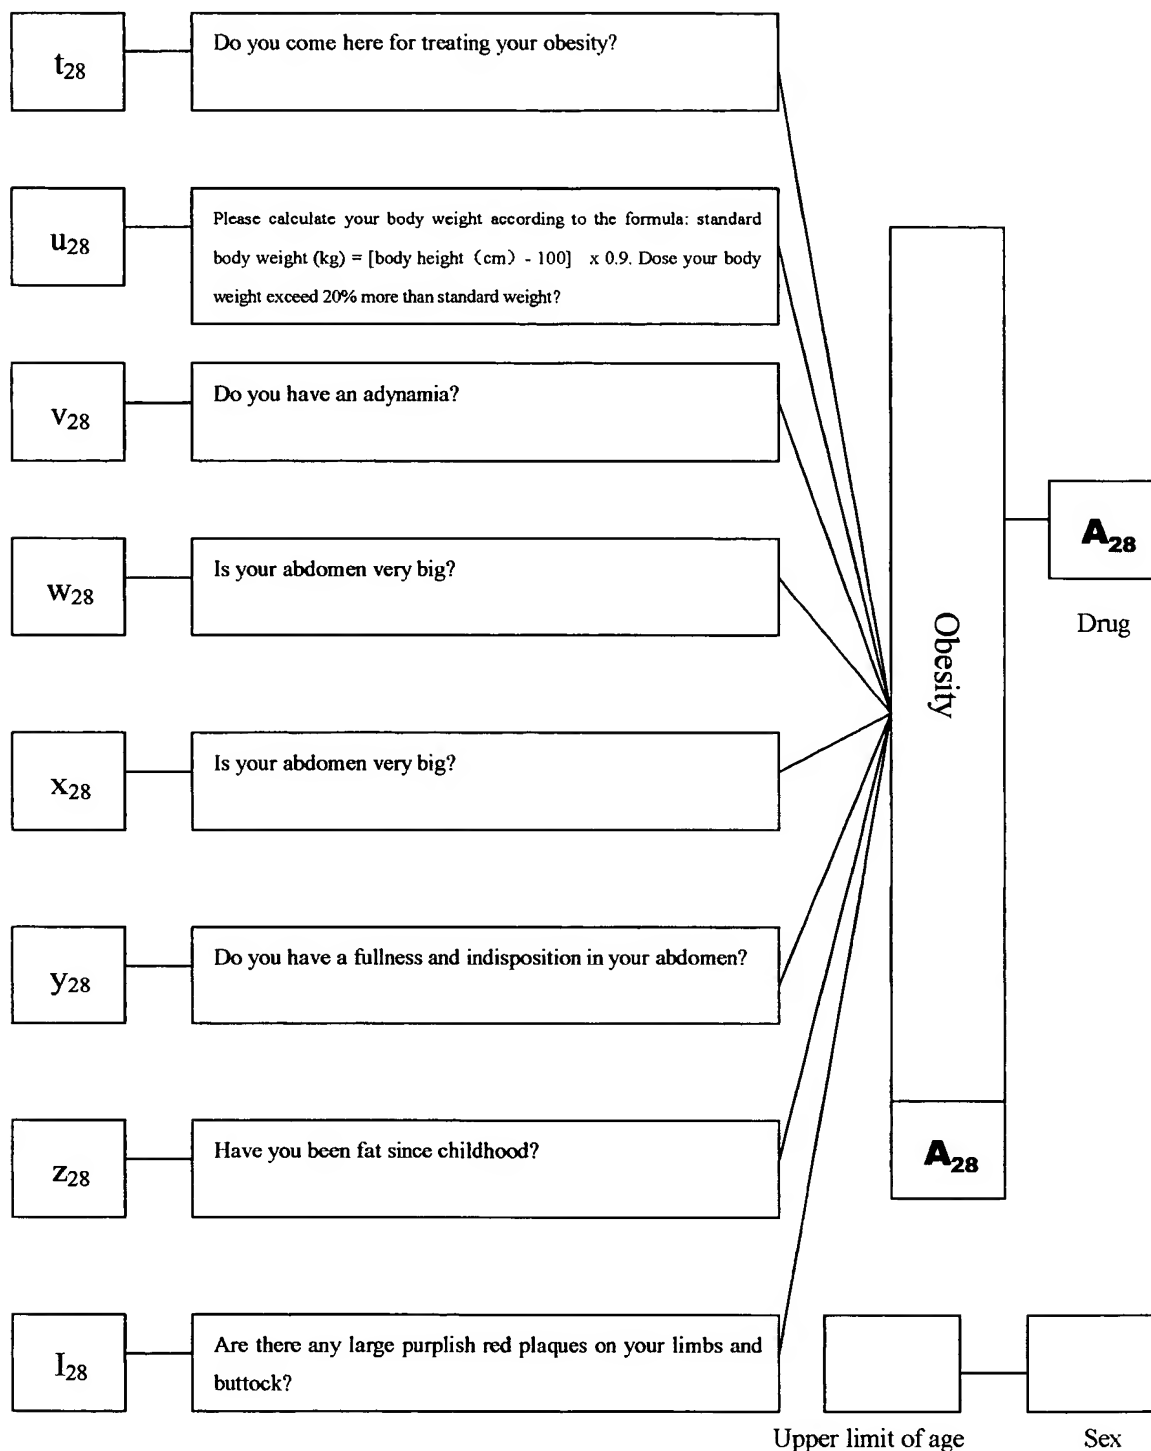 t28
Do you come here for treating your obesity?
u28
Please calculate your body weight according to the formula: standard
body weight (kg) = [body height (cm) - 100] x 0.9. Dose your body
weight exceed 20% more than standard weight?
v28
Do you have an adynamia?
w28
Is your abdomen very big?
x28
Is your abdomen very big?
y28
Do you have a fullness and indisposition in your abdomen?
z28
Have you been fat since childhood?
I28
Are there any large purplish red plaques on your limbs and
buttock?
Obesity
A28
A28
Drug
Upper limit of age
Sex